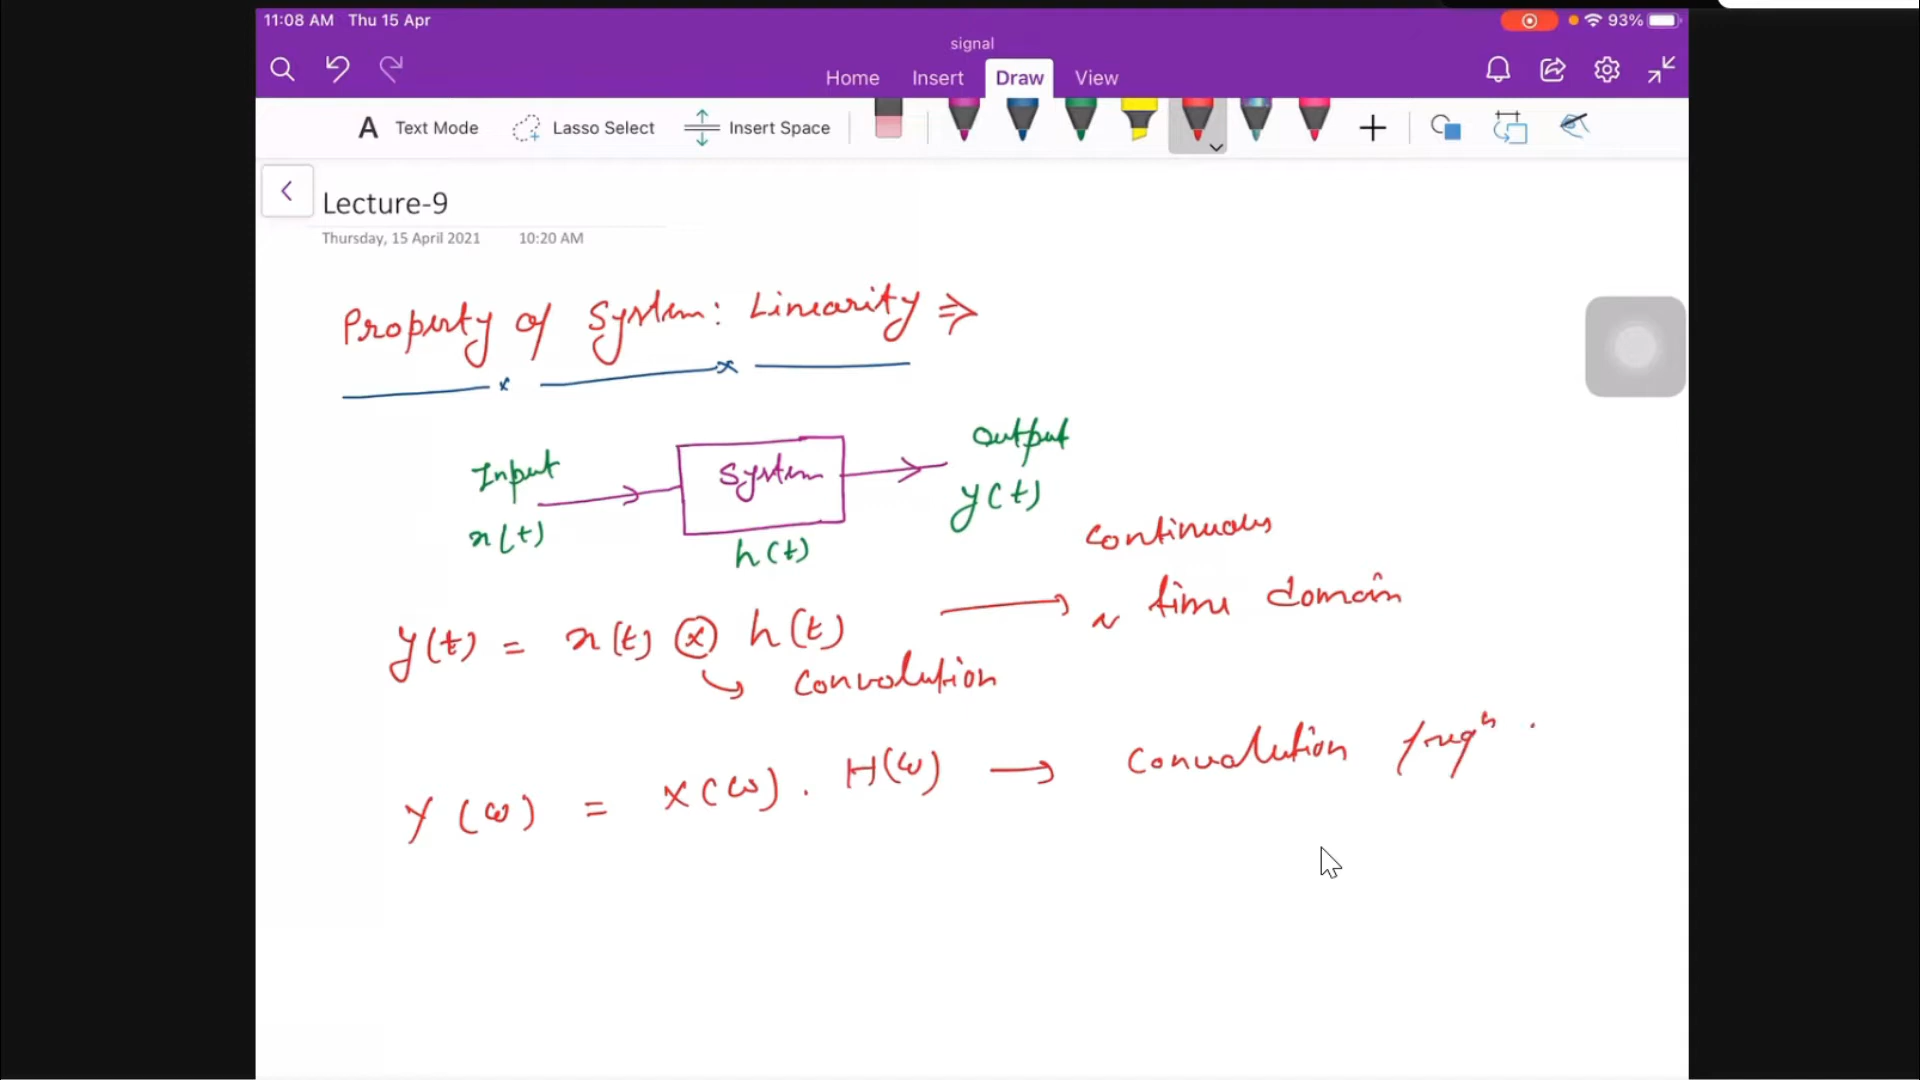 11:08 AM Thu 15 Apr
93%
signal
Home Insert Draw View
A Text Mode Lasso Select Insert Space
Lecture-9
Thursday, 15 April 2021 10:20 AM
Property of System: Linearity ⇒
Input
x(t)
System
h(t)
Output
y(t)
y(t) = x(t) ⊗ h(t) → continuous
time domain
↳ convolution
Y(ω) = X(ω) . H(ω) → Convolution freqⁿ .